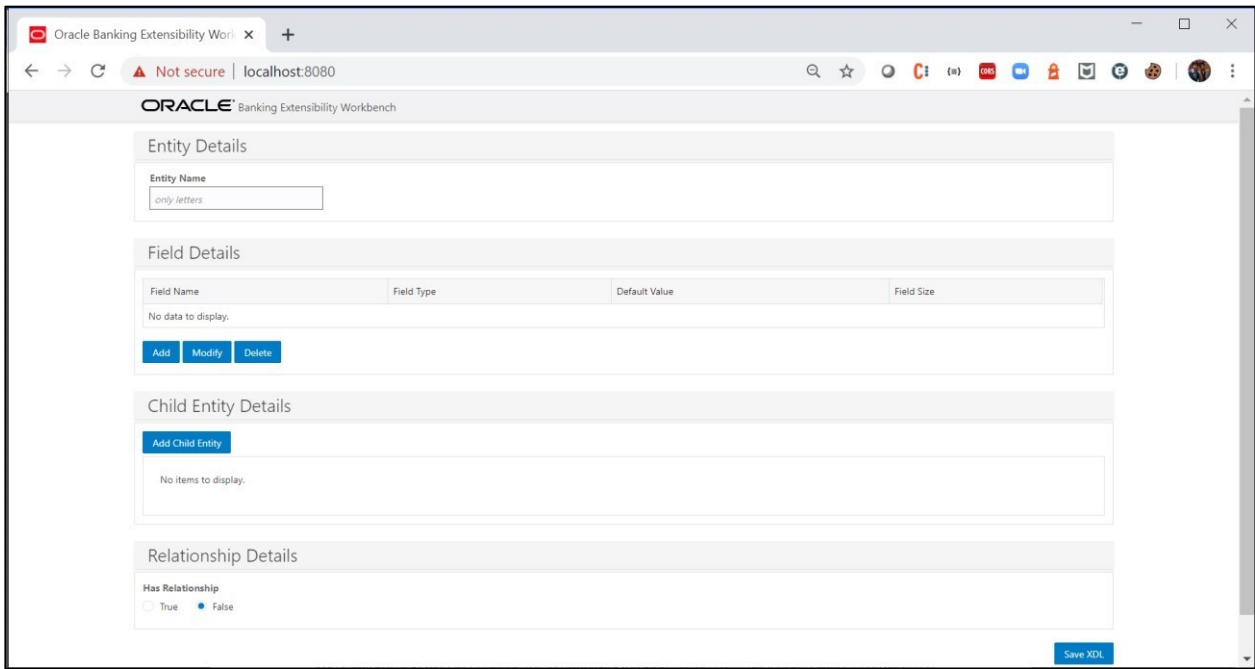 Oracle Banking Extensibility Work
Not secure | localhost:8080
CORS
ORACLE Banking Extensibility Workbench
Entity Details
Entity Name
only letters
Field Details
Field Name Field Type Default Value Field Size
No data to display.
Add Modify Delete
Child Entity Details
Add Child Entity
No items to display.
Relationship Details
Has Relationship
True False
Save XDL